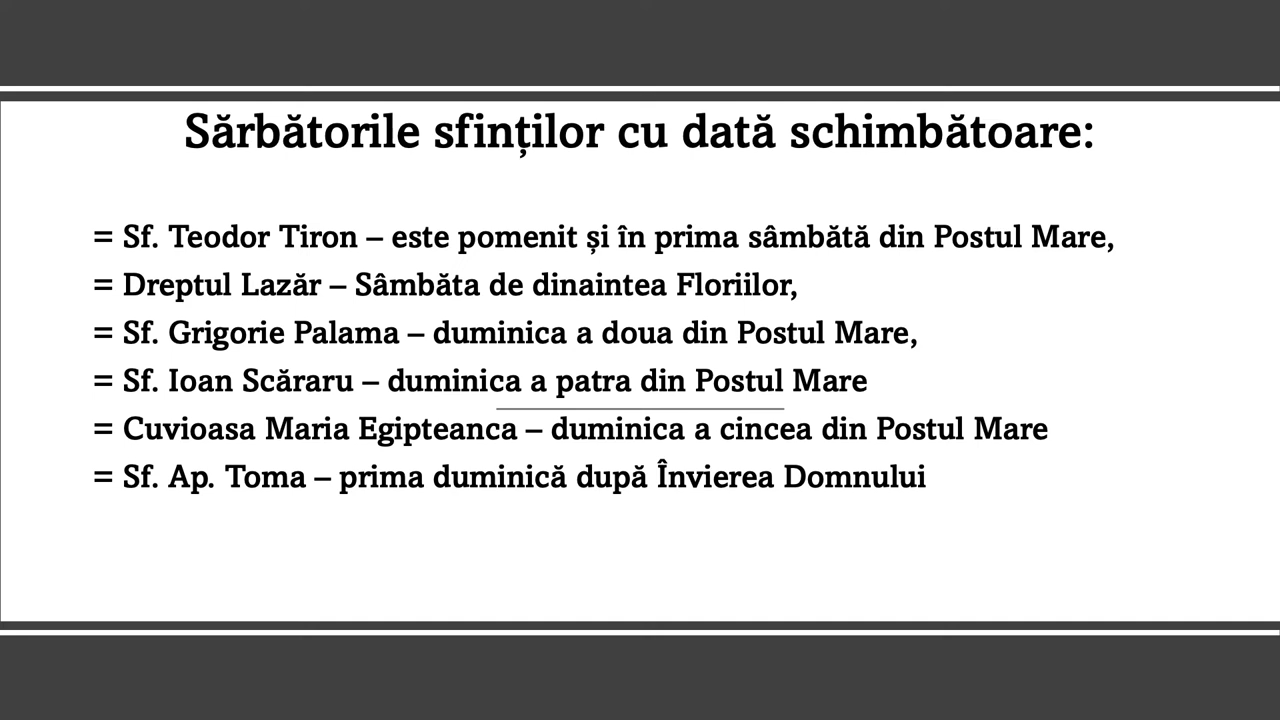 Sărbătorile sfinților cu dată schimbătoare:
= Sf. Teodor Tiron – este pomenit și în prima sâmbătă din Postul Mare,
= Dreptul Lazăr – Sâmbăta de dinaintea Floriilor,
= Sf. Grigorie Palama – duminica a doua din Postul Mare,
= Sf. Ioan Scăraru – duminica a patra din Postul Mare
= Cuvioasa Maria Egipteanca – duminica a cincea din Postul Mare
= Sf. Ap. Toma – prima duminică după Învierea Domnului